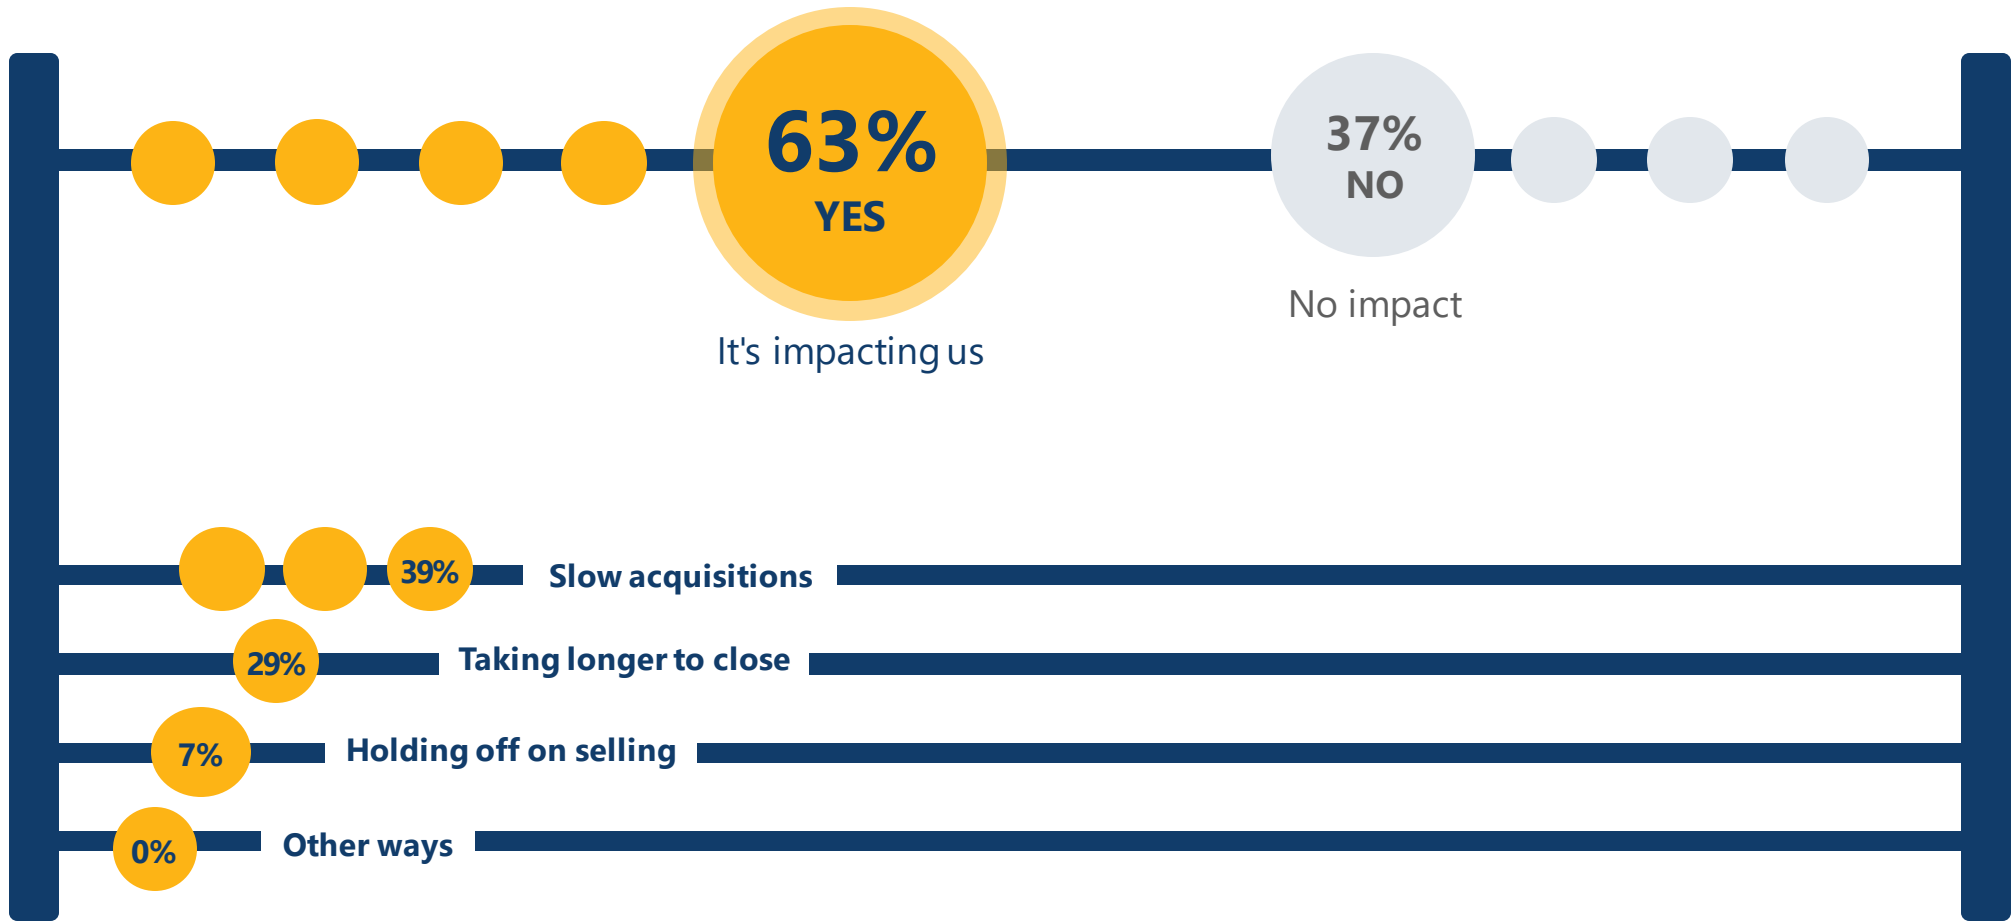 63%
YES
It's impacting us
37%
NO
No impact
39%
Slow acquisitions
29%
Taking longer to close
7%
Holding off on selling
0%
Other ways